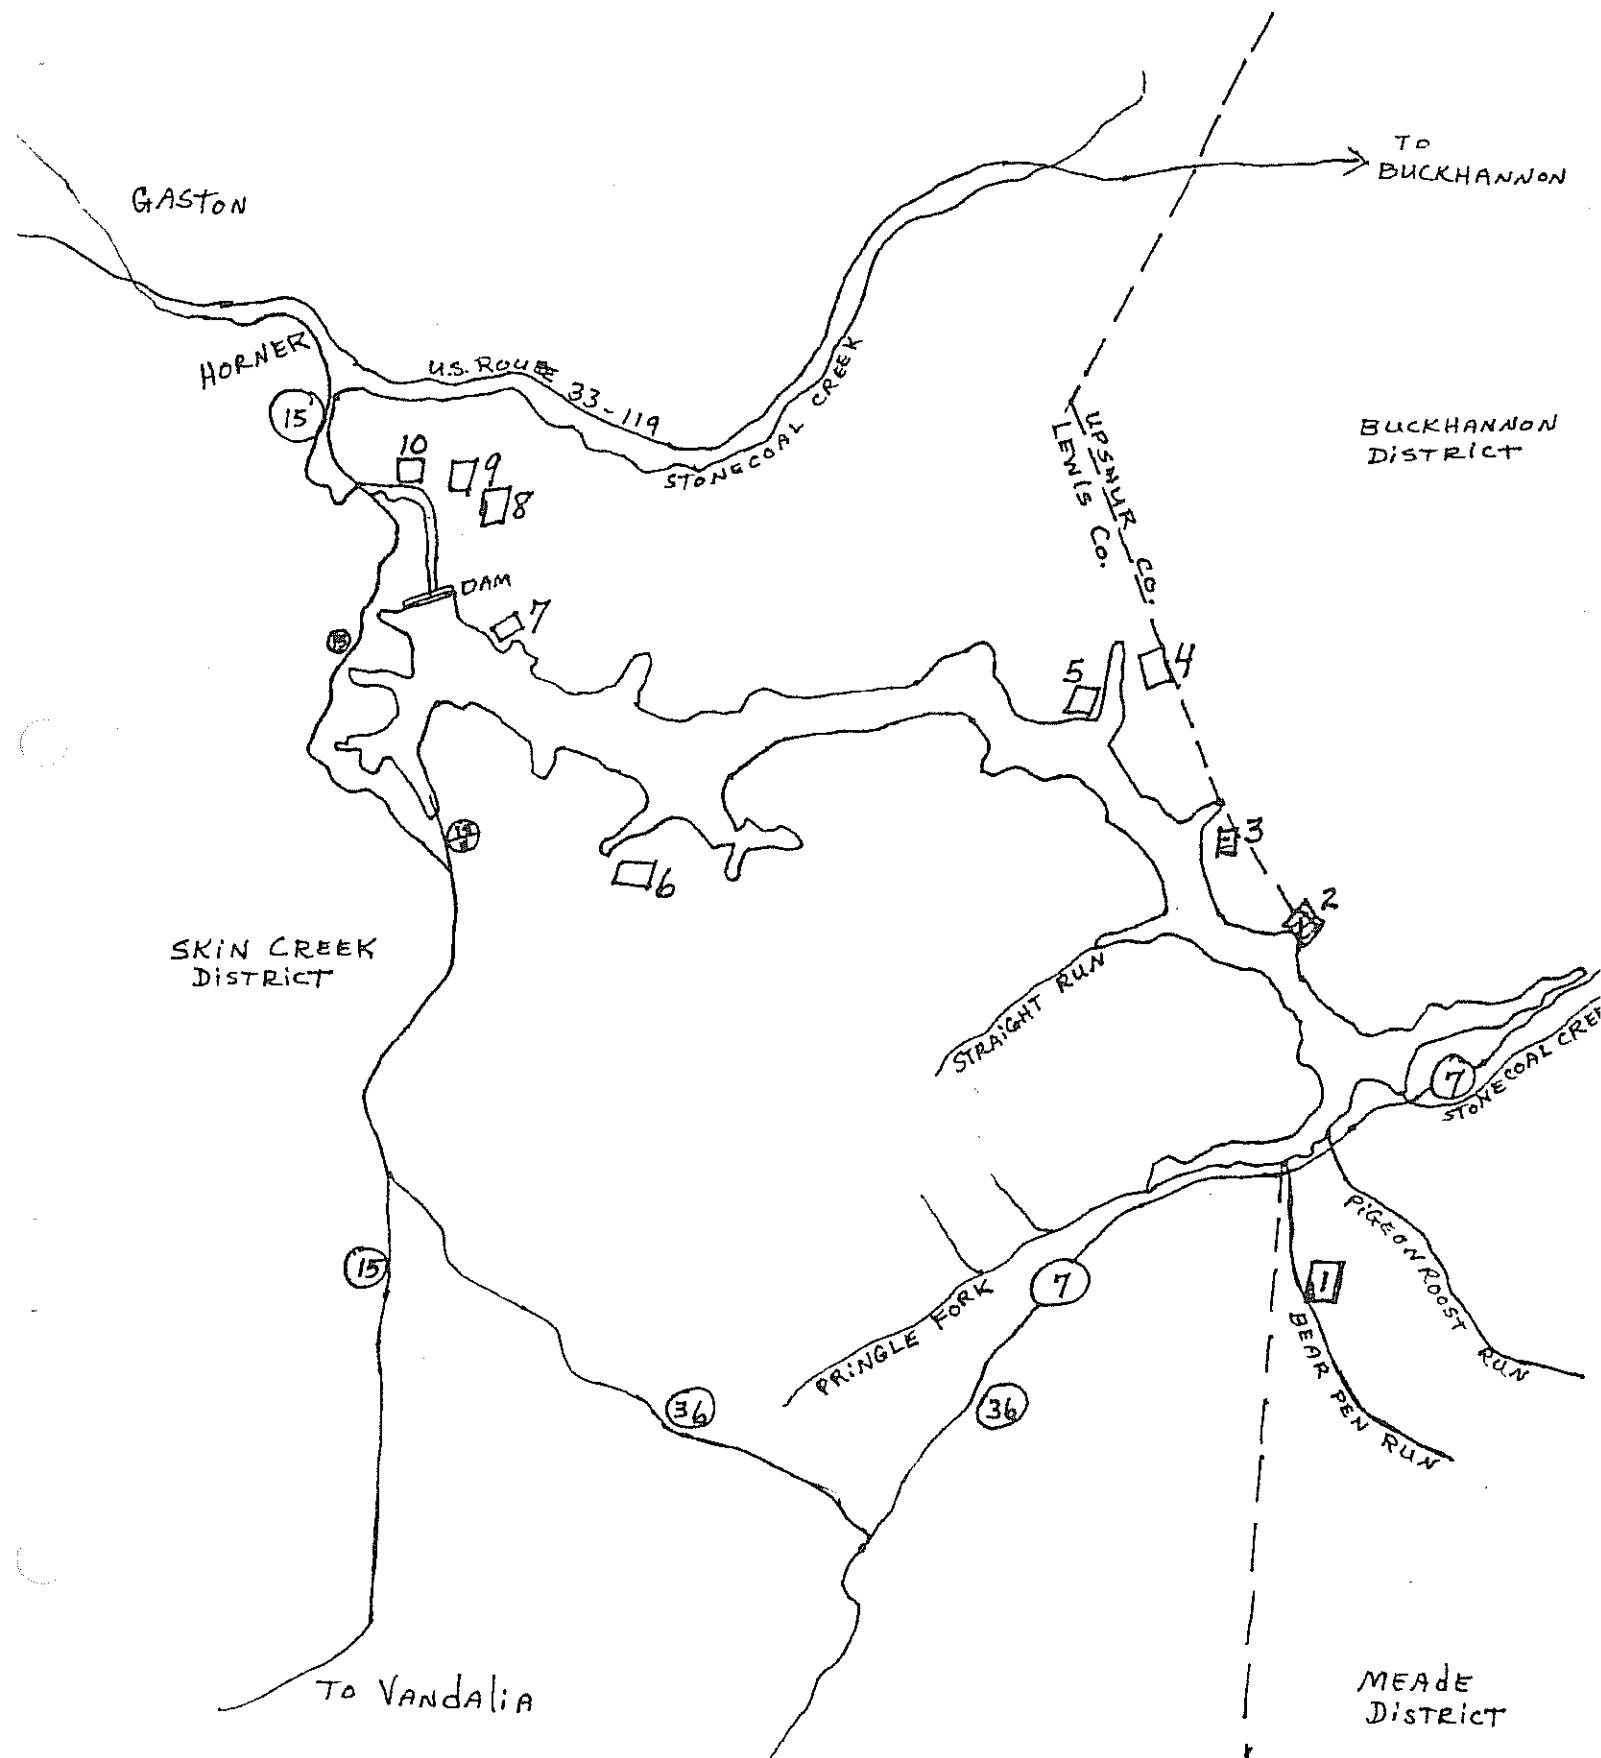 TO
BUCKHANNON
GASTON
HORNER
U.S. ROUTE 33-119
STONECOAL CREEK
15
10
9
8
UPSHUR CO.
LEWIS CO.
BUCKHANNON
DISTRICT
DAM
7
15
5
4
3
6
2
SKIN CREEK
DISTRICT
STRAIGHT RUN
7
STONECOAL CREE
PIGEON ROOST RUN
15
7
1
PRINGLE FORK
BEAR PEN RUN
36
36
TO VANDALIA
MEADE
DISTRICT